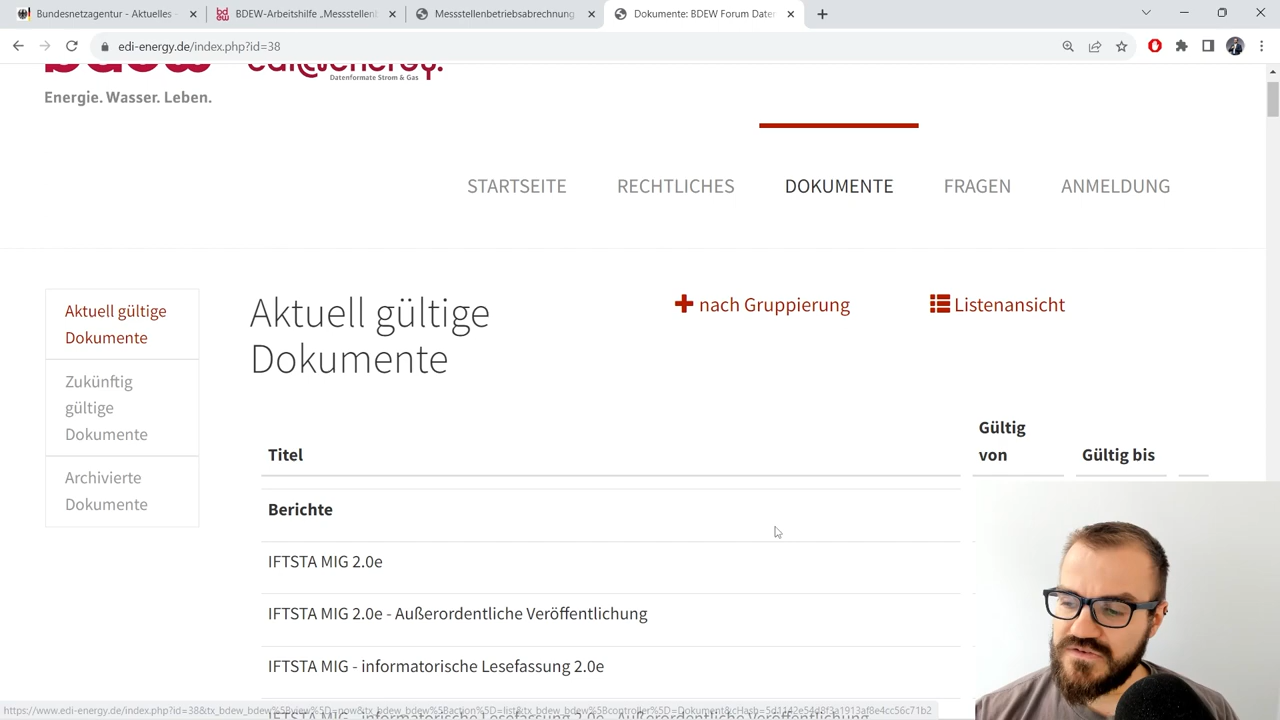 Bundesnetzagentur - Aktuelles -
BDEW-Arbeitshilfe „Messstellen
Messstellenbetriebsabrechnung
Dokumente: BDEW Forum Daten
edi-energy.de/index.php?id=38
bdew edi@energy.
Datenformate Strom & Gas
Energie. Wasser. Leben.
STARTSEITE RECHTLICHES DOKUMENTE FRAGEN ANMELDUNG
Aktuell gültige
Dokumente
Zukünftig
gültige
Dokumente
Archivierte
Dokumente
Aktuell gültige
Dokumente
nach Gruppierung
Listenansicht
Titel
Gültig
von
Gültig bis
Berichte
IFTSTA MIG 2.0e
IFTSTA MIG 2.0e - Außerordentliche Veröffentlichung
IFTSTA MIG - informatorische Lesefassung 2.0e